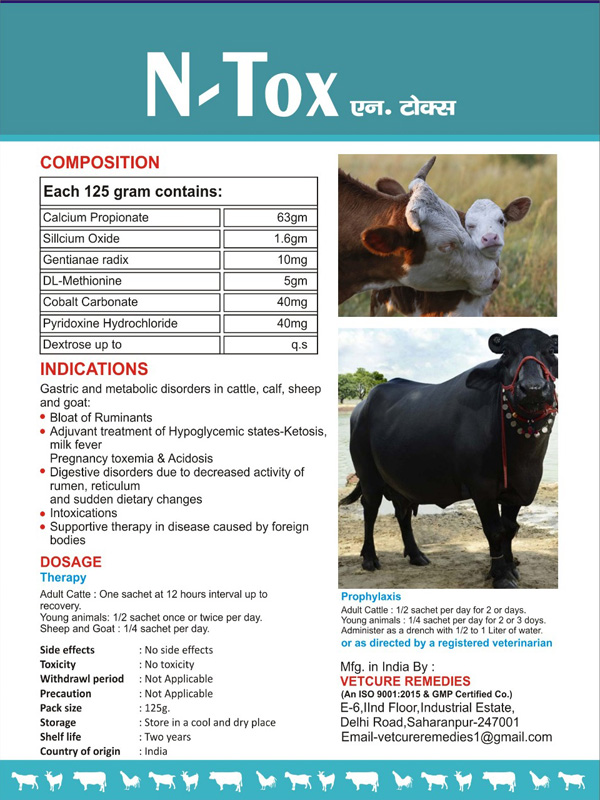 N-Tox एन. टोक्स
COMPOSITION
Each 125 gram contains:
Calcium Propionate 63gm
Sillcium Oxide 1.6gm
Gentianae radix 10mg
DL-Methionine 5gm
Cobalt Carbonate 40mg
Pyridoxine Hydrochloride 40mg
Dextrose up to q.s
INDICATIONS
Gastric and metabolic disorders in cattle, calf, sheep
and goat:
• Bloat of Ruminants
• Adjuvant treatment of Hypoglycemic states-Ketosis,
milk fever
Pregnancy toxemia & Acidosis
• Digestive disorders due to decreased activity of
rumen, reticulum
and sudden dietary changes
• Intoxications
• Supportive therapy in disease caused by foreign
bodies
DOSAGE
Therapy
Adult Catte : One sachet at 12 hours interval up to
recovery.
Young animals: 1/2 sachet once or twice per day.
Sheep and Goat : 1/4 sachet per day.
Side effects : No side effects
Toxicity : No toxicity
Withdrawl period : Not Applicable
Precaution : Not Applicable
Pack size : 125g.
Storage : Store in a cool and dry place
Shelf life : Two years
Country of origin : India
Prophylaxis
Adult Cattle : 1/2 sachet per day for 2 or days.
Young animals : 1/4 sachet per day for 2 or 3 doys.
Administer as a drench with 1/2 to 1 Liter of water.
or as directed by a registered veterinarian
Mfg. in India By :
VETCURE REMEDIES
(An ISO 9001:2015 & GMP Certified Co.)
E-6,IInd Floor,Industrial Estate,
Delhi Road,Saharanpur-247001
Email-vetcureremedies1@gmail.com